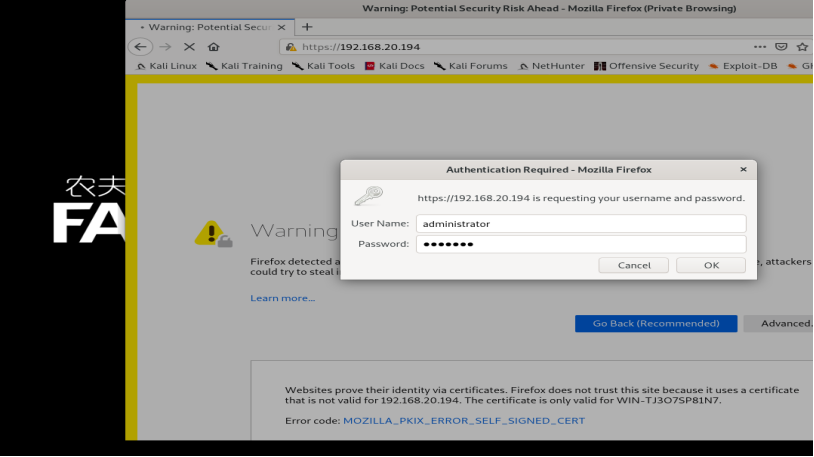 Warning: Potential Security Risk Ahead - Mozilla Firefox (Private Browsing)
• Warning: Potential Secur
https://192.168.20.194
Kali Linux Kali Training Kali Tools Kali Docs Kali Forums NetHunter Offensive Security Exploit-DB GH
农夫
FA
Authentication Required - Mozilla Firefox
https://192.168.20.194 is requesting your username and password.
User Name: administrator
Password: •••••••
Cancel OK
Warning
Firefox detected a e, attackers
could try to steal i
Learn more...
Go Back (Recommended) Advanced.
Websites prove their identity via certificates. Firefox does not trust this site because it uses a certificate
that is not valid for 192.168.20.194. The certificate is only valid for WIN-TJ3O7SP81N7.
Error code: MOZILLA_PKIX_ERROR_SELF_SIGNED_CERT